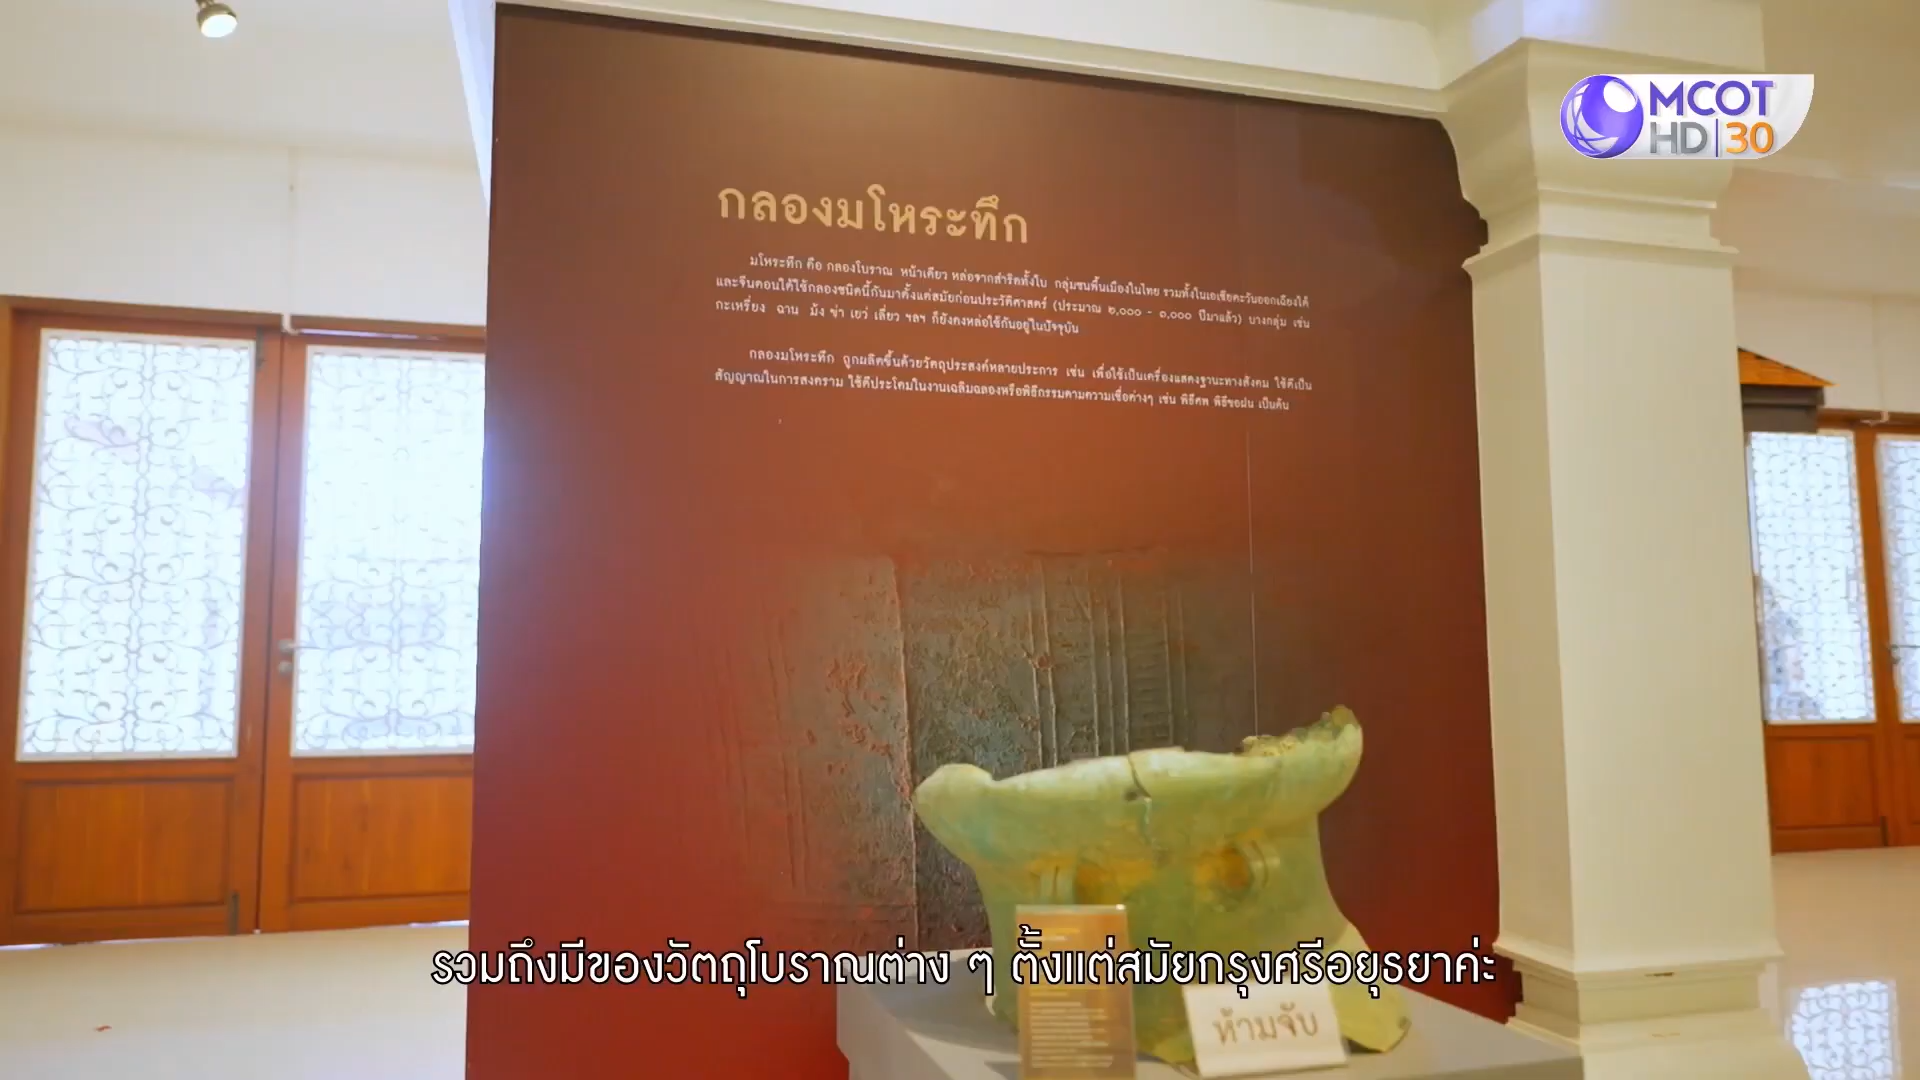 MCOT
HD 30
กลองมโหระทึก
มโหระทึก คือ กลองโบราณ หน้าเดียว หล่อจากสำริดทั้งใบ กลุ่มชนพื้นเมืองในไทย รวมทั้งในเอเชียตะวันออกเฉียงใต้
และจีนตอนใต้ใช้กลองชนิดนี้กันมาตั้งแต่สมัยก่อนประวัติศาสตร์ (ประมาณ ๒,๐๐๐ - ๑,๐๐๐ ปีมาแล้ว) บางกลุ่ม เช่น
กะเหรี่ยง ฉาน ม้ง ข่า เยว่ เลี่ยว ฯลฯ ก็ยังคงหล่อใช้กันอยู่ในปัจจุบัน
กลองมโหระทึก ถูกผลิตขึ้นด้วยวัตถุประสงค์หลายประการ เช่น เพื่อใช้เป็นเครื่องแสดงฐานะทางสังคม ใช้ตีเป็น
สัญญาณในการสงคราม ใช้ตีประโคมในงานเฉลิมฉลองหรือพิธีกรรมตามความเชื่อต่างๆ เช่น พิธีศพ พิธีขอฝน เป็นต้น
รวมถึงมีของวัตถุโบราณต่าง ๆ ตั้งแต่สมัยกรุงศรีอยุธยาค่ะ
ห้ามจับ